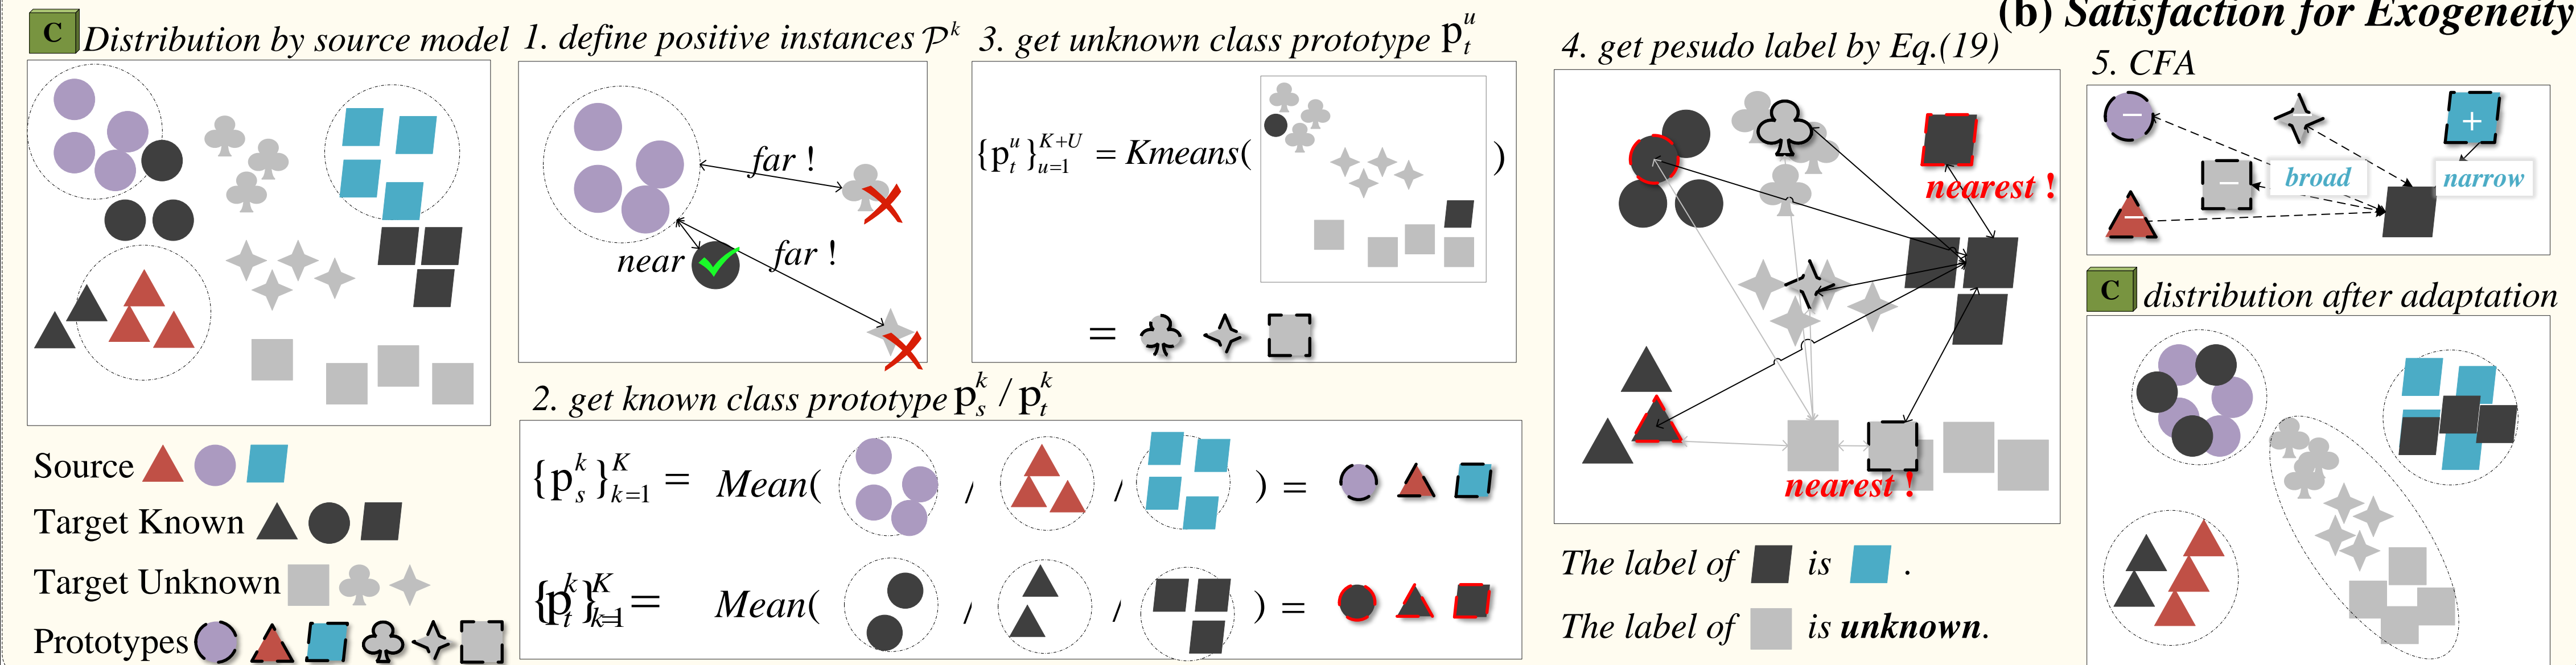 (b) Satisfaction for Exogeneity
C Distribution by source model
Source
Target Known
Target Unknown
Prototypes
1. define positive instances 𝒫^k
far !
near
far !
2. get known class prototype p_s^k / p_t^k
{p_s^k}_{k=1}^K = Mean( / / ) =
{p_t^k}_{k=1}^K = Mean( / / ) =
3. get unknown class prototype p_t^u
{p_t^u}_{u=1}^{K+U} = Kmeans( )
=
4. get pesudo label by Eq.(19)
nearest !
nearest !
The label of is .
The label of is unknown.
5. CFA
− +
−
broad narrow
−
C distribution after adaptation